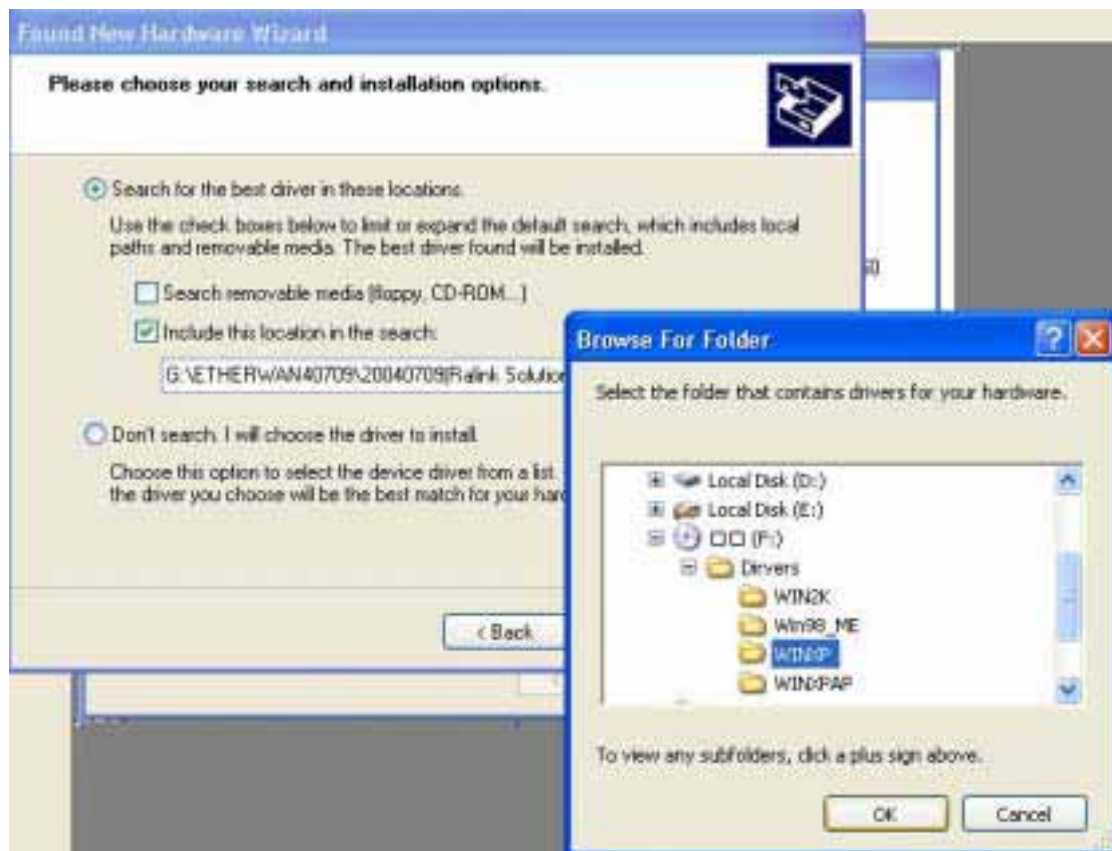 Found New Hardware Wizard
Please choose your search and installation options.
Search for the best driver in these locations.
Use the check boxes below to limit or expand the default search, which includes local
paths and removable media. The best driver found will be installed.
Search removable media (floppy, CD-ROM...)
Include this location in the search:
G:\ETHERWAN40709\20040709\Ralink Solution
Don't search. I will choose the driver to install.
Choose this option to select the device driver from a list.
the driver you choose will be the best match for your hard
< Back
Browse For Folder
Select the folder that contains drivers for your hardware.
Local Disk (D:)
Local Disk (E:)
□□ (F:)
Dirvers
WIN2K
Win98_ME
WINXP
WINXPAP
To view any subfolders, click a plus sign above.
OK
Cancel